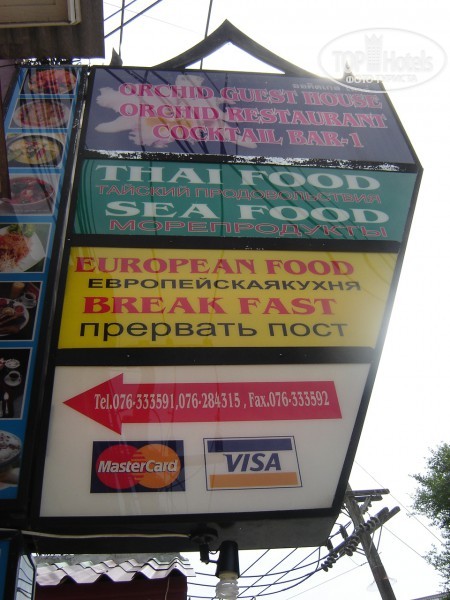 TOPHotels
ORCHID GUEST HOUSE
ORCHID RESTAURANT
COCKTAIL BAR-1
THAI FOOD
ТАЙСКИЙ ПРОДОВОЛЬСТВИЯ
SEA FOOD
МОРЕПРОДУКТЫ
EUROPEAN FOOD
ЕВРОПЕЙСКАЯКУХНЯ
BREAK FAST
прервать пост
Tel.076-333591,076-284315 , Fax.076-333592
MasterCard
VISA